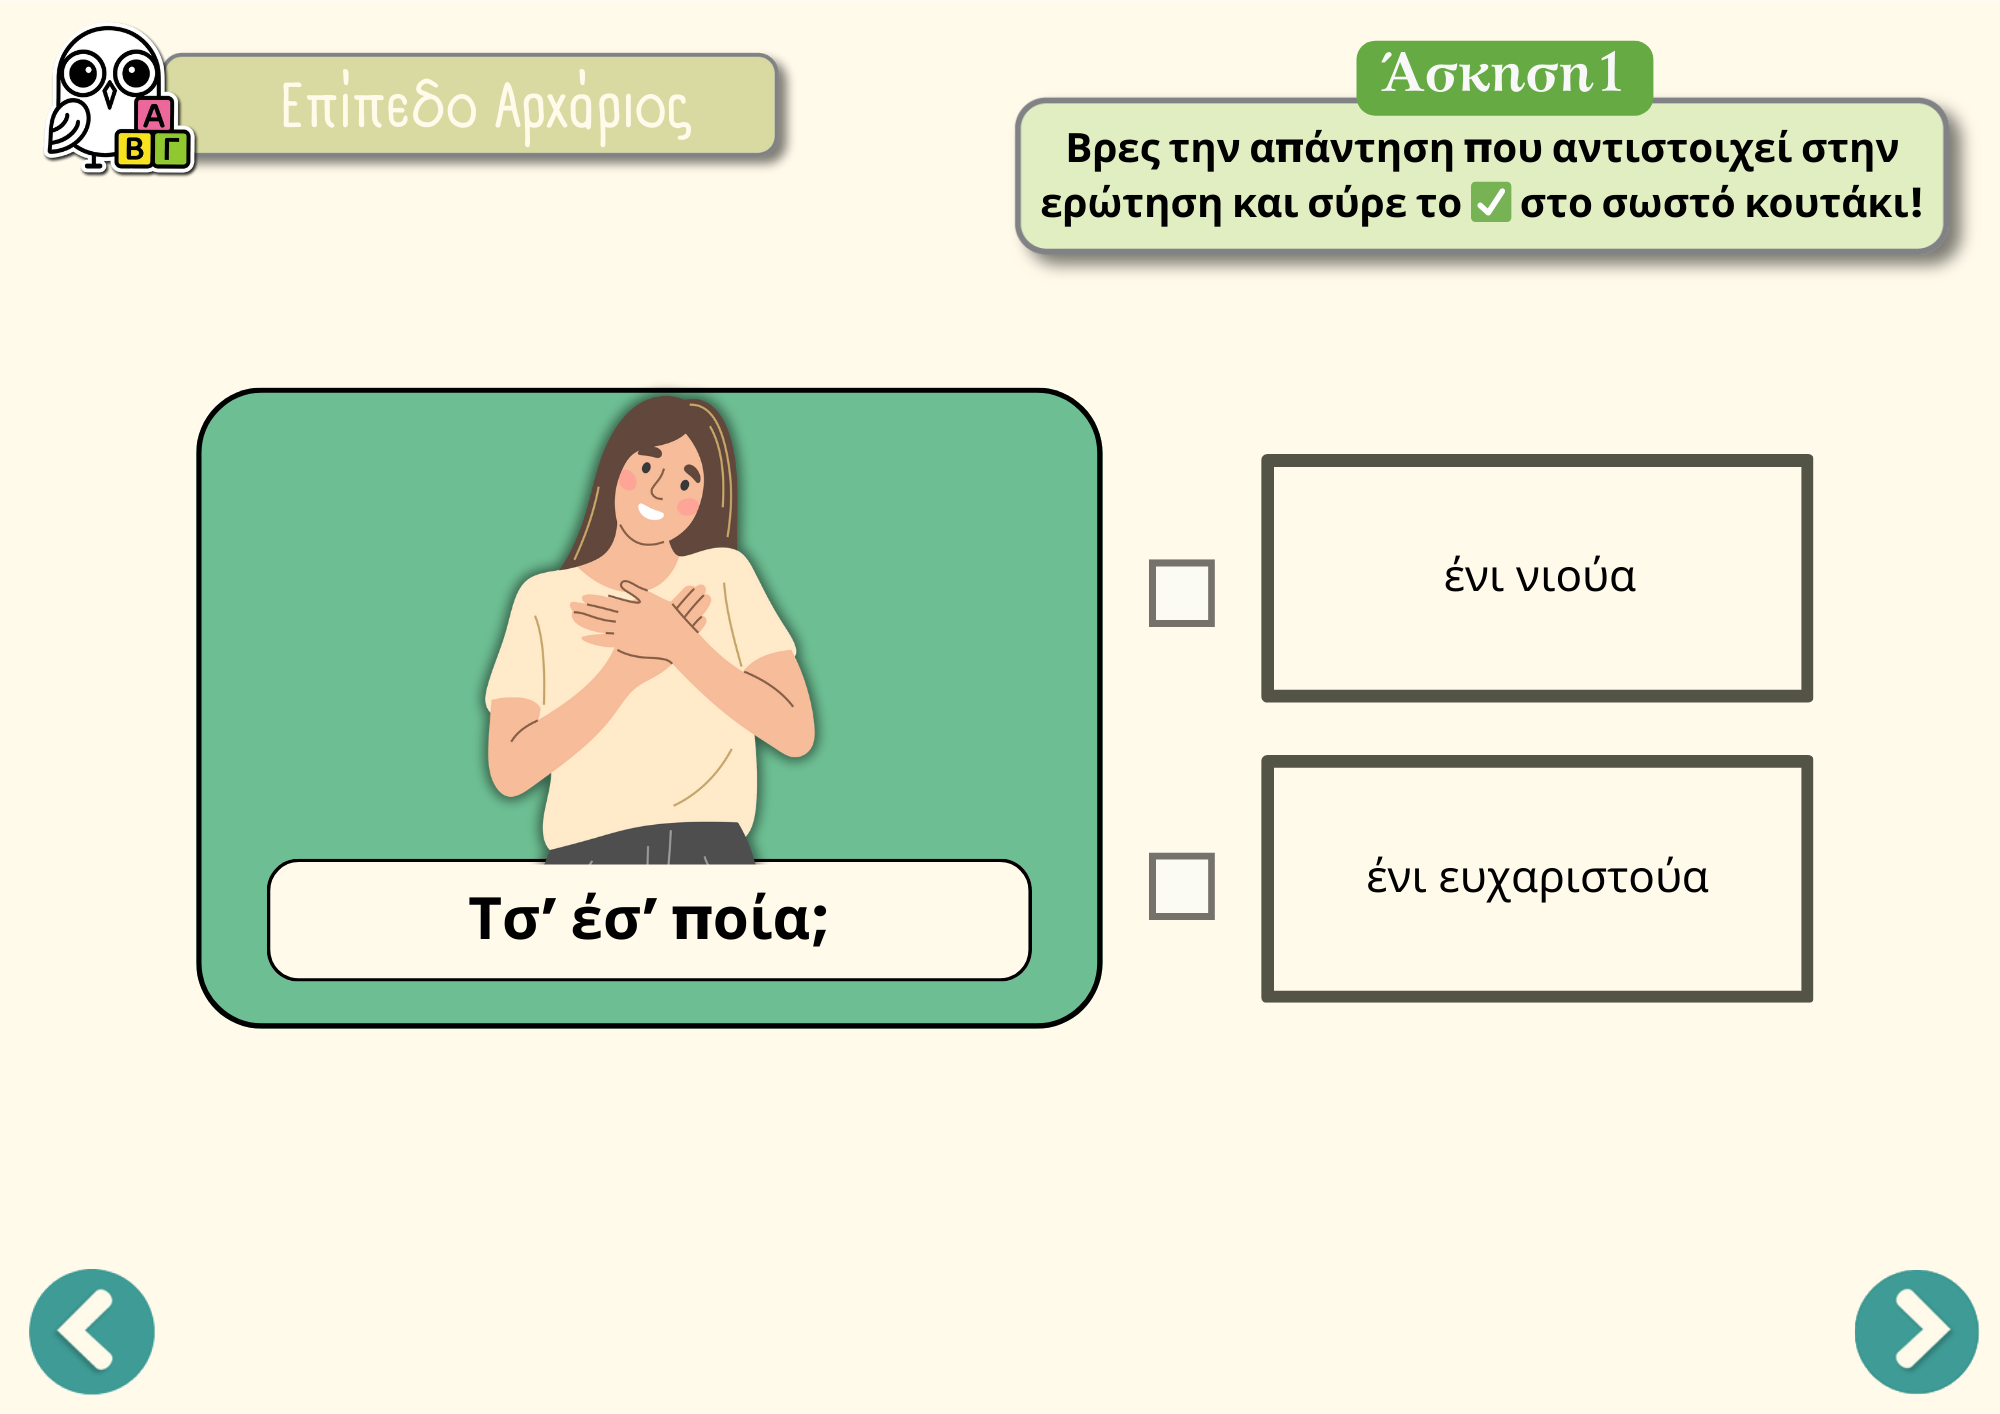 Α
Β Γ
Επίπεδο Αρχάριος
Άσκηση 1
Βρες την απάντηση που αντιστοιχεί στην
ερώτηση και σύρε το ✅ στο σωστό κουτάκι!
Τσ’ έσ’ ποία;
ένι νιούα
ένι ευχαριστούα